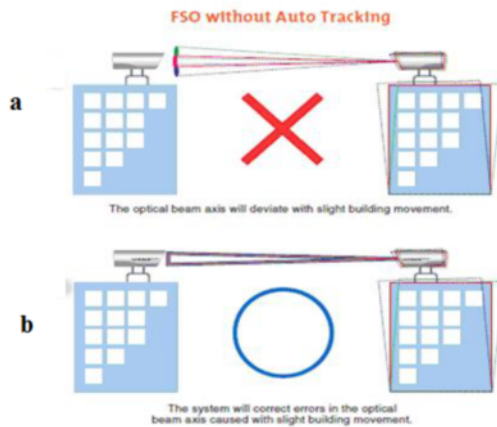 FSO without Auto Tracking
a
The optical beam axis will deviate with slight building movement.
b
The system will correct errors in the optical
beam axis caused with slight building movement.